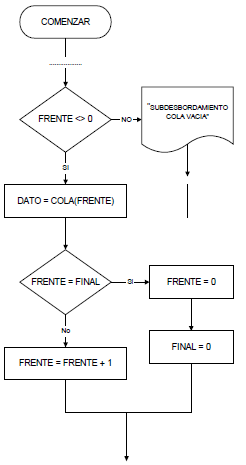 COMENZAR
FRENTE <> 0
NO
"SUBDESBORDAMIENTO
COLA VACIA"
SI
DATO = COLA(FRENTE)
FRENTE = FINAL
SI
FRENTE = 0
No
FINAL = 0
FRENTE = FRENTE + 1